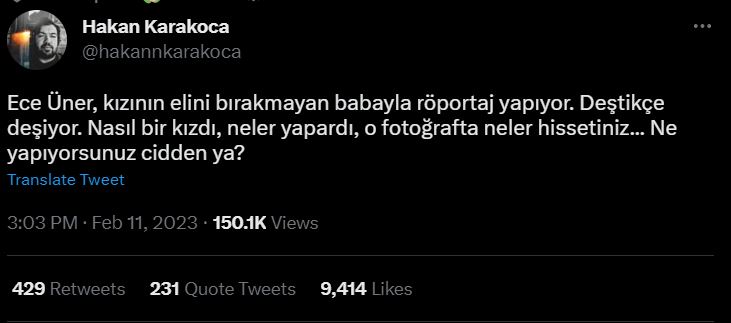 Hakan Karakoca
@hakannkarakoca
Ece Üner, kızının elini bırakmayan babayla röportaj yapıyor. Deştikçe
deşiyor. Nasıl bir kızdı, neler yapardı, o fotoğrafta neler hissetiniz... Ne
yapıyorsunuz cidden ya?
Translate Tweet
3:03 PM · Feb 11, 2023 · 150.1K Views
429 Retweets 231 Quote Tweets 9,414 Likes